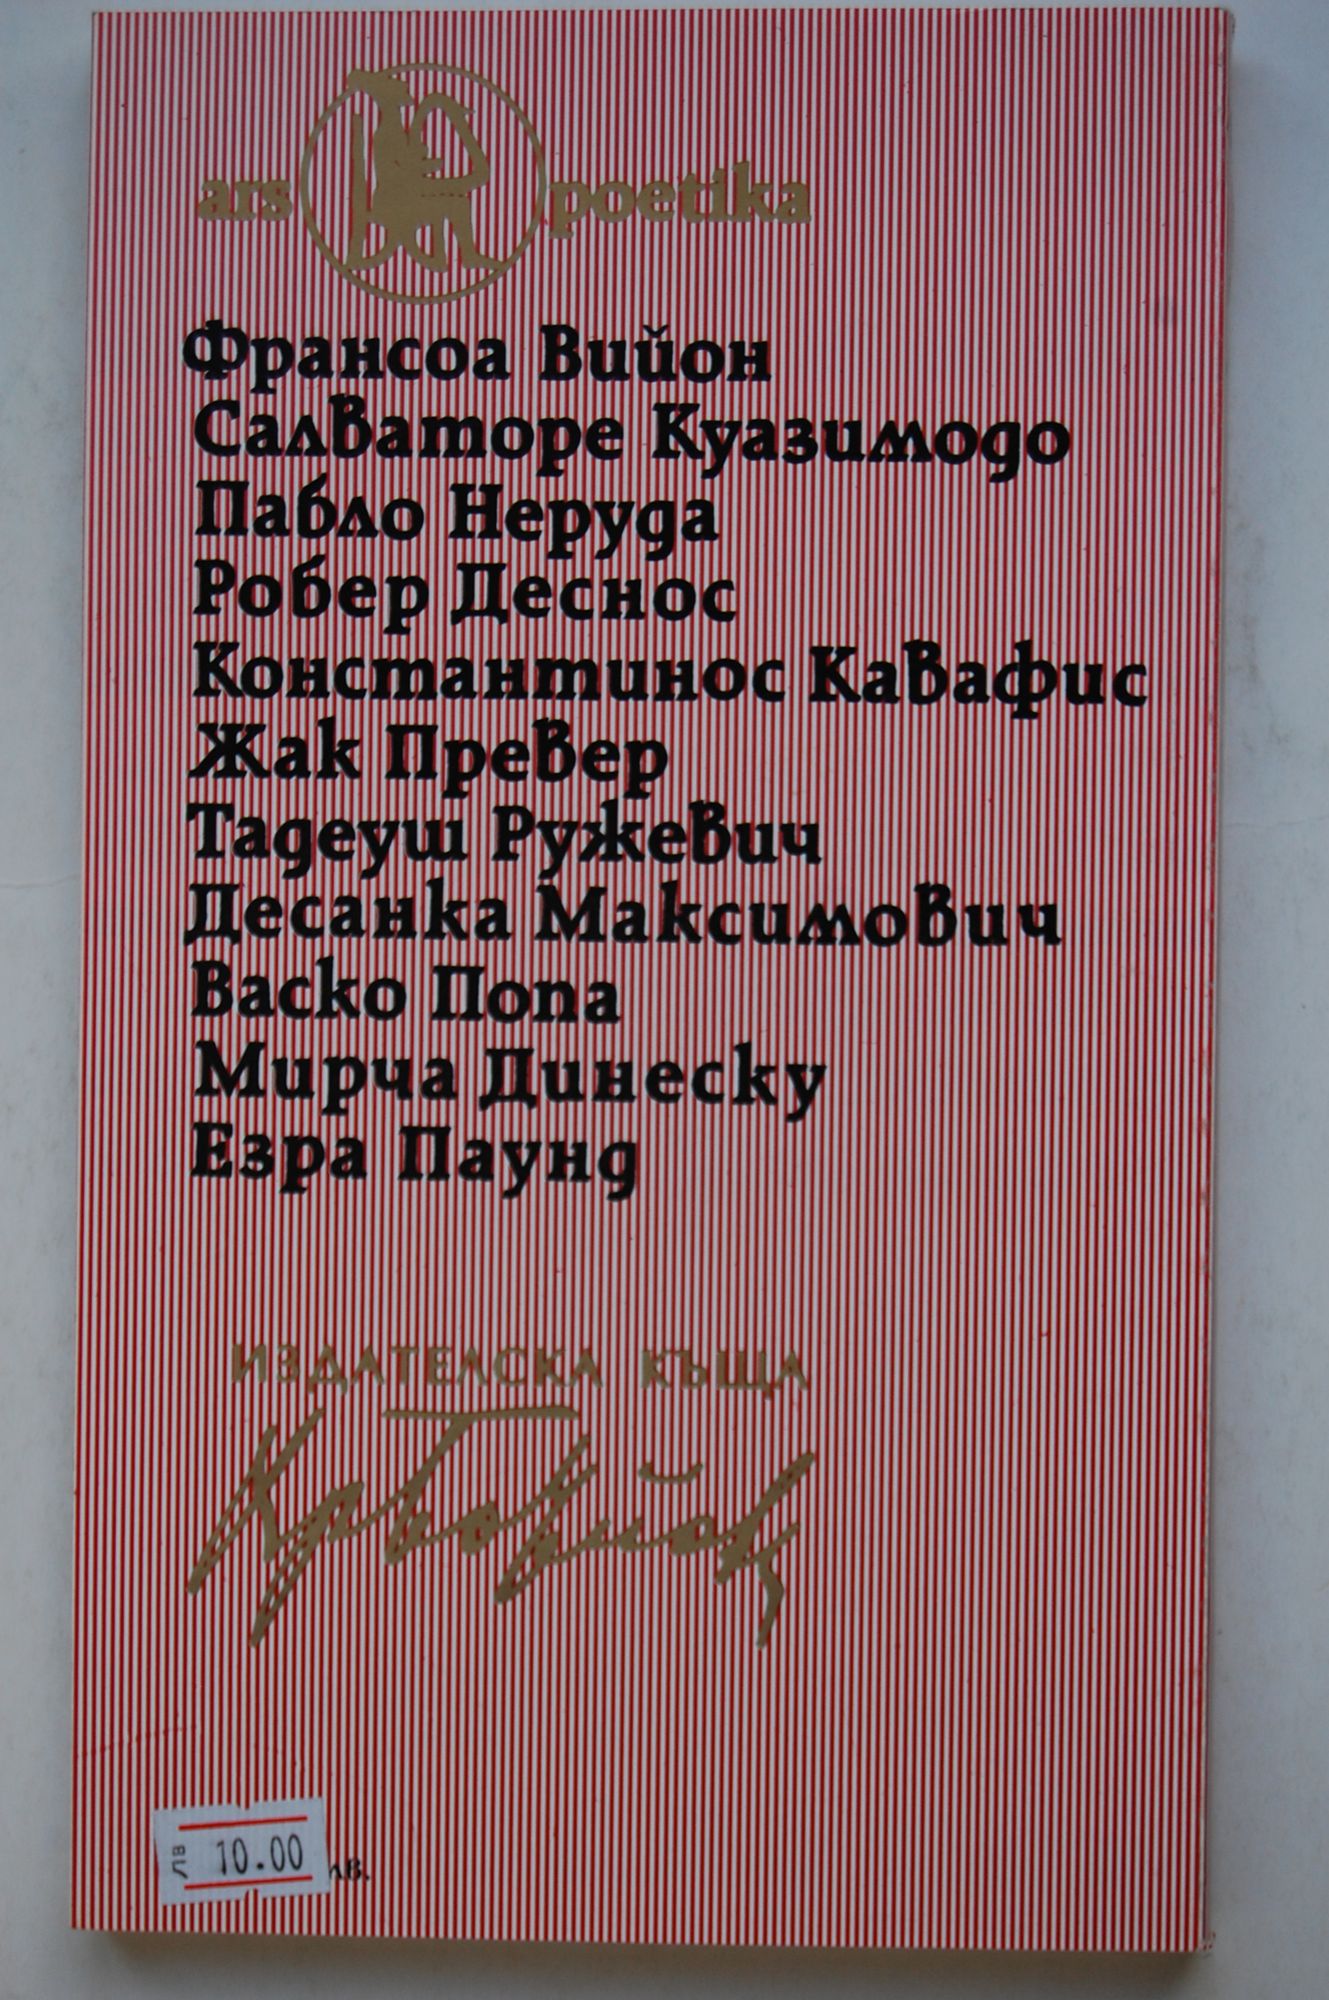 ars poetika
Франсоа Вийон
Салваторе Куазимодо
Пабло Неруда
Робер Деснос
Константинос Кавафис
Жак Превер
Тадеуш Ружевич
Десанка Максимович
Васко Попа
Мирча Динеску
Езра Паунд
ИЗДАТЕЛСКА КЪЩА
лв 10.00 лв.